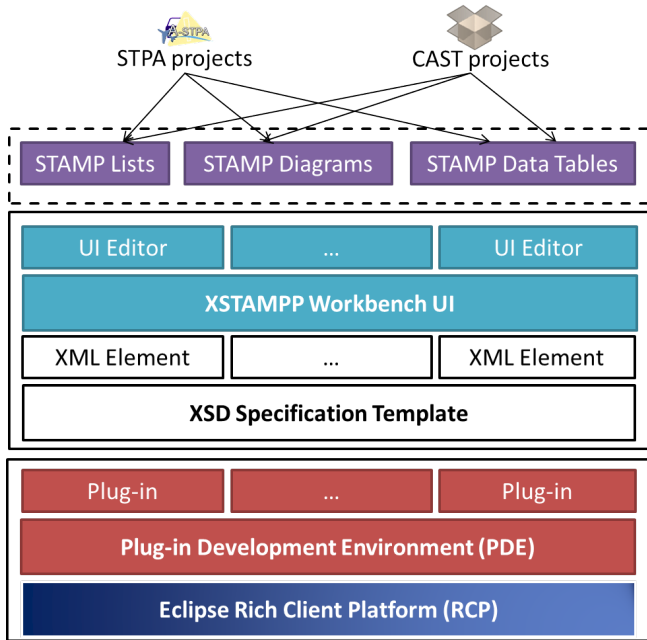 A-STPA
STPA projects
CAST projects
STAMP Lists
STAMP Diagrams
STAMP Data Tables
UI Editor
...
UI Editor
XSTAMPP Workbench UI
XML Element
...
XML Element
XSD Specification Template
Plug-in
...
Plug-in
Plug-in Development Environment (PDE)
Eclipse Rich Client Platform (RCP)